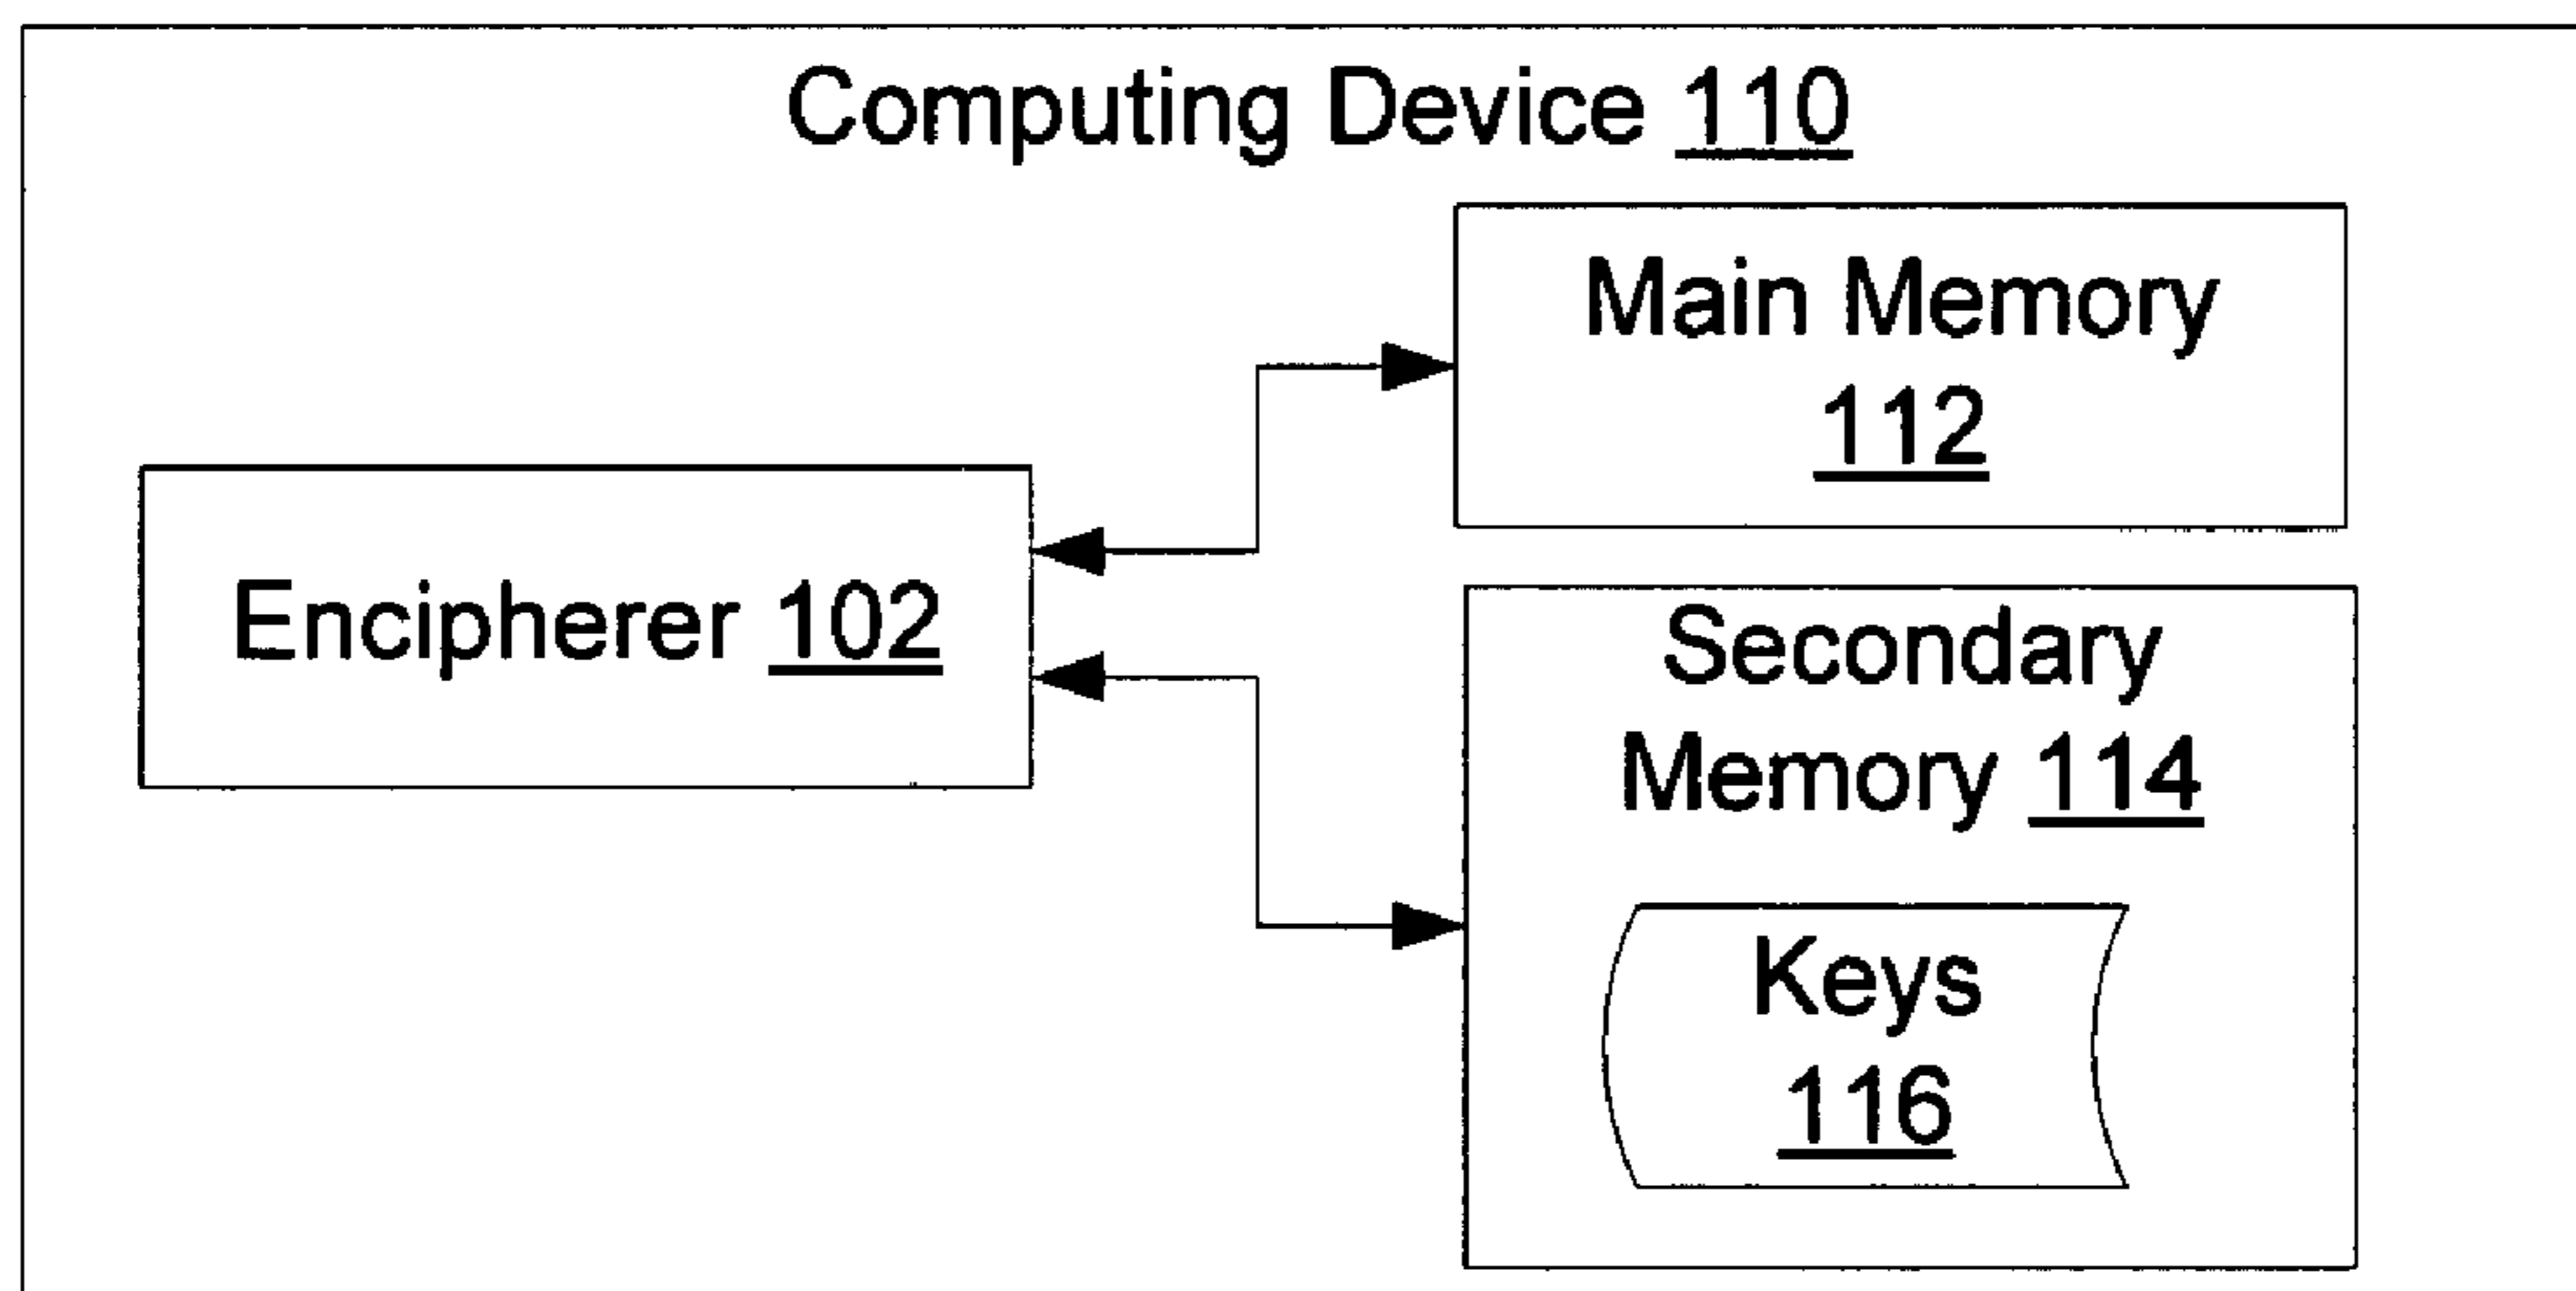 Computing Device 110
Main Memory
112
Encipherer 102
Secondary
Memory 114
Keys
116